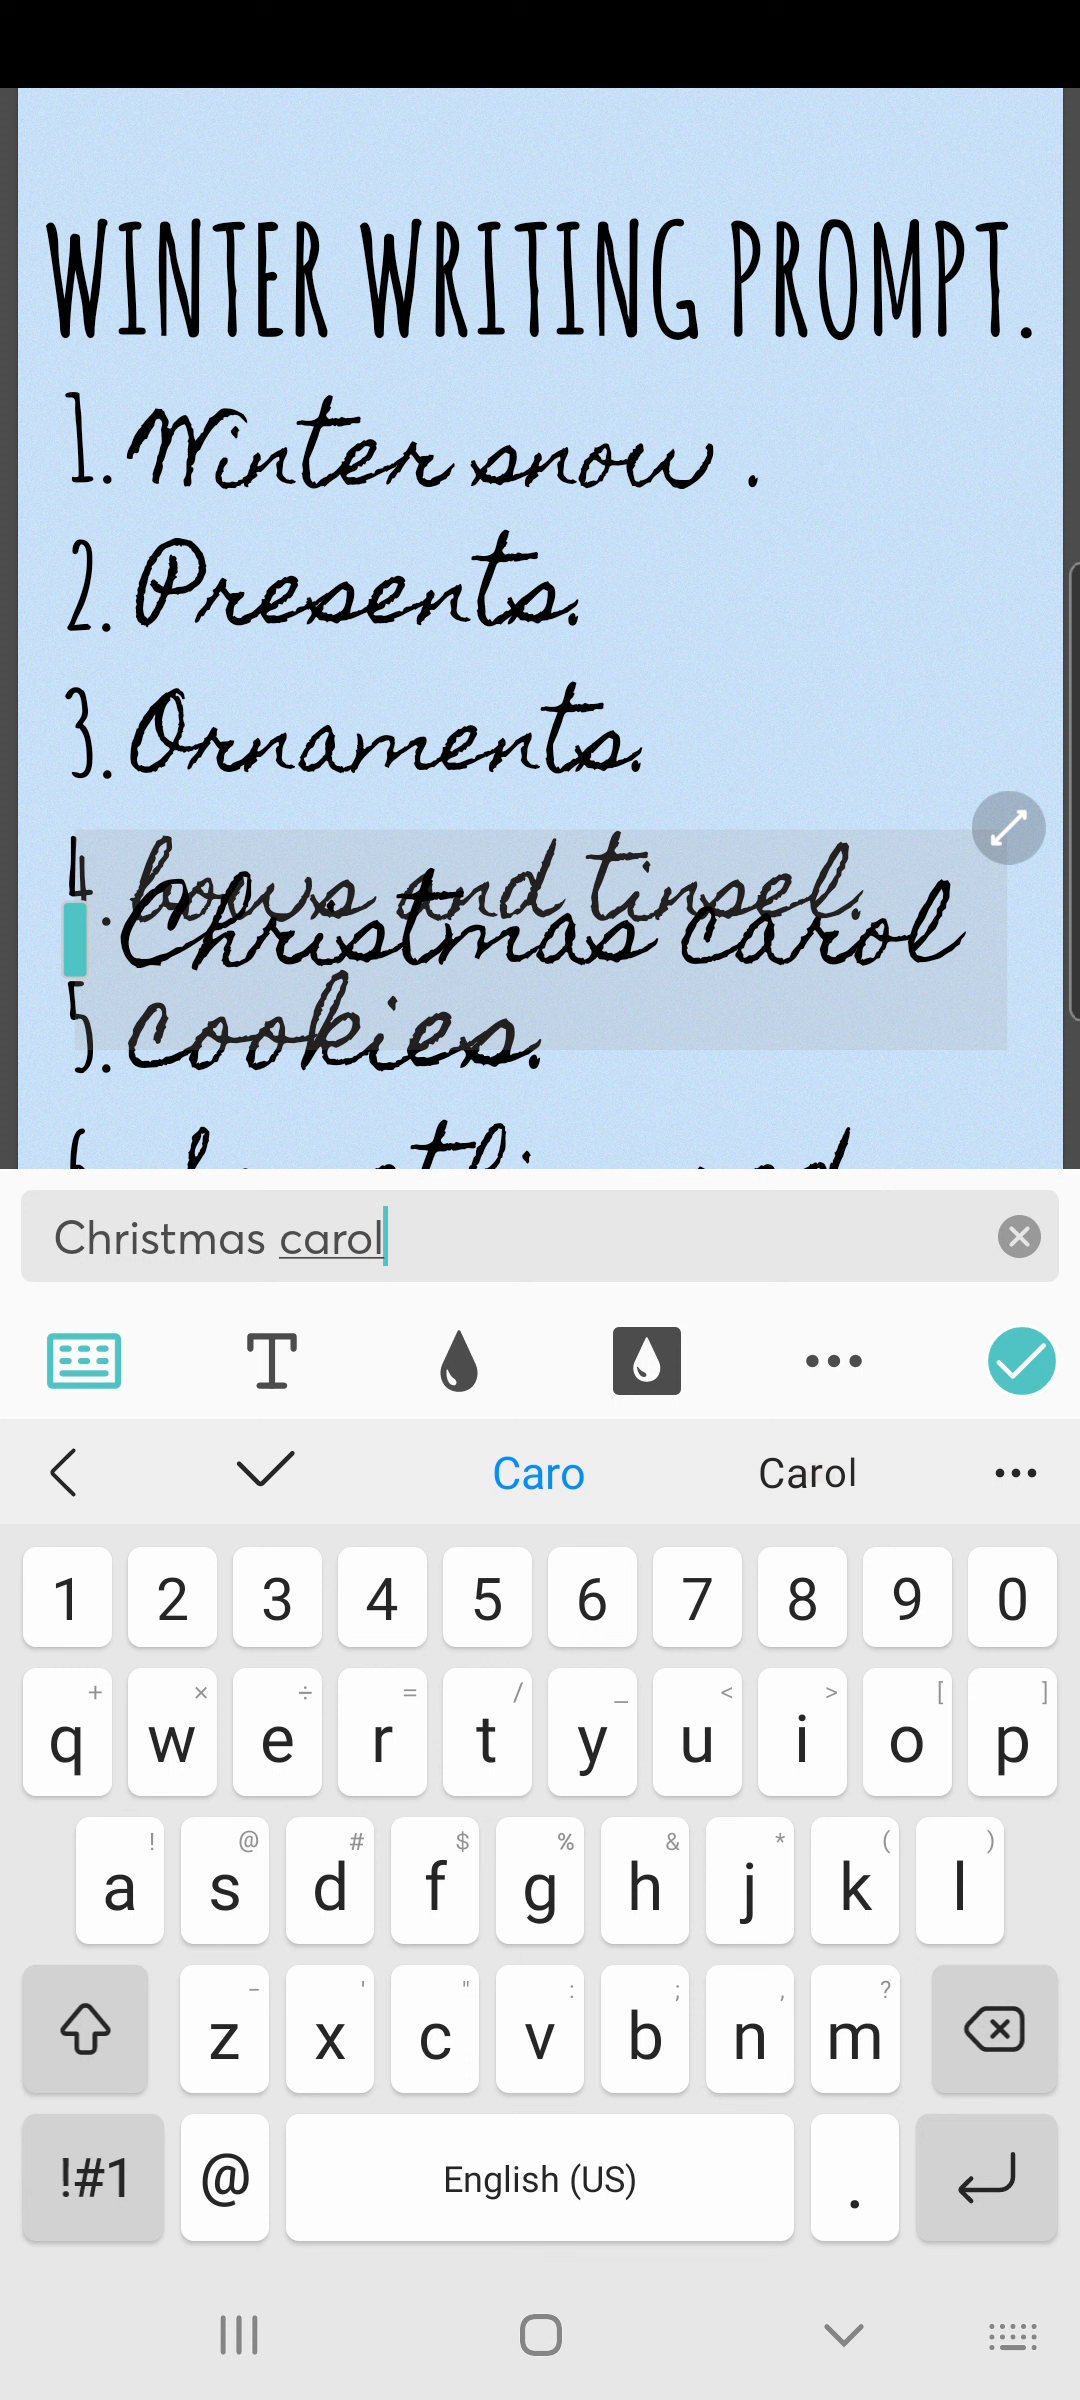 WINTER WRITING PROMPT.
1. Winter snow .
2. Presents.
3. Ornaments.
4. bows and tinsel.
Christmas carol
5. cookies.
6.
Christmas carol
T
Caro Carol
1 2 3 4 5 6 7 8 9 0
+ × ÷ = / _ < > [ ]
q w e r t y u i o p
! @ # $ % & * ( )
a s d f g h j k l
- ' " : ; , ?
z x c v b n m
!#1 @ English (US) .